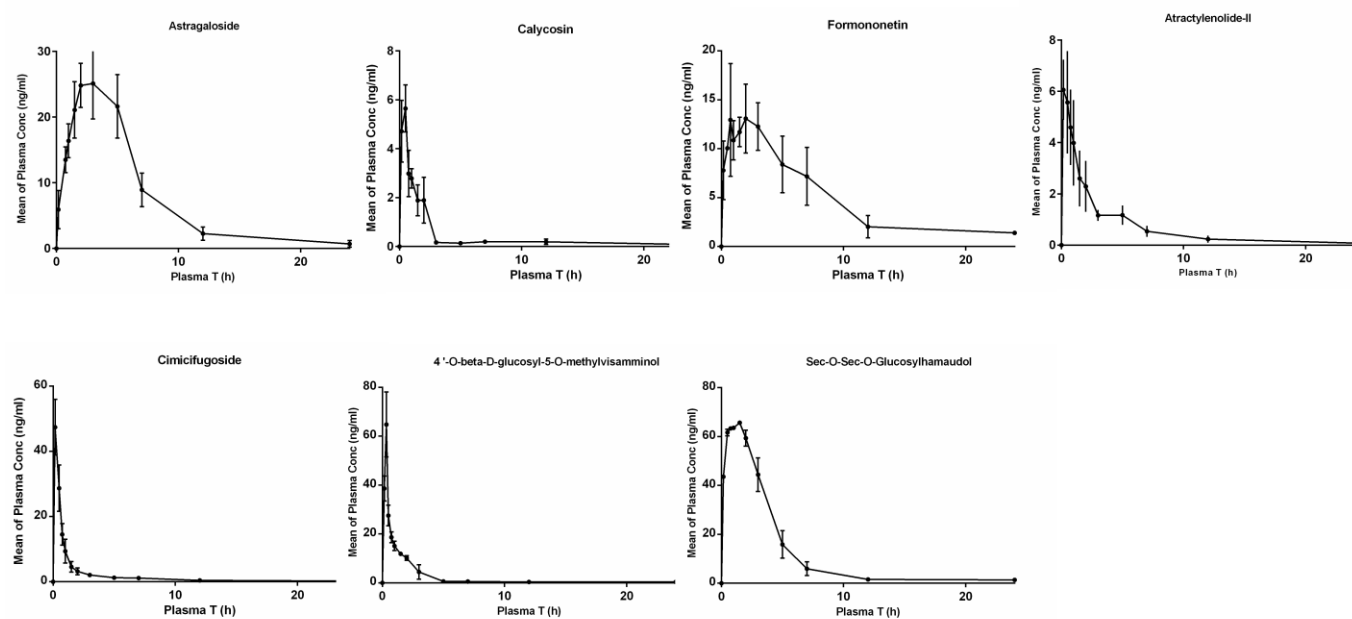 Astragaloside
Mean of Plasma Conc (ng/ml)
30
20
10
0
0
10
20
Plasma T (h)
Calycosin
Mean of Plasma Conc (ng/ml)
8
6
4
2
0
0
10
20
Plasma T (h)
Formononetin
Mean of Plasma Conc (ng/ml)
20
15
10
5
0
0
10
20
Plasma T (h)
Atractylenolide-II
Mean of Plasma Conc (ng/ml)
8
6
4
2
0
0
10
20
Plasma T (h)
Cimicifugoside
Mean of Plasma Conc (ng/ml)
60
40
20
0
0
10
20
Plasma T (h)
4 '-O-beta-D-glucosyl-5-O-methylvisamminol
Mean of Plasma Conc (ng/ml)
80
60
40
20
0
0
10
20
Plasma T (h)
Sec-O-Sec-O-Glucosylhamaudol
Mean of Plasma Conc (ng/ml)
80
60
40
20
0
0
10
20
Plasma T (h)